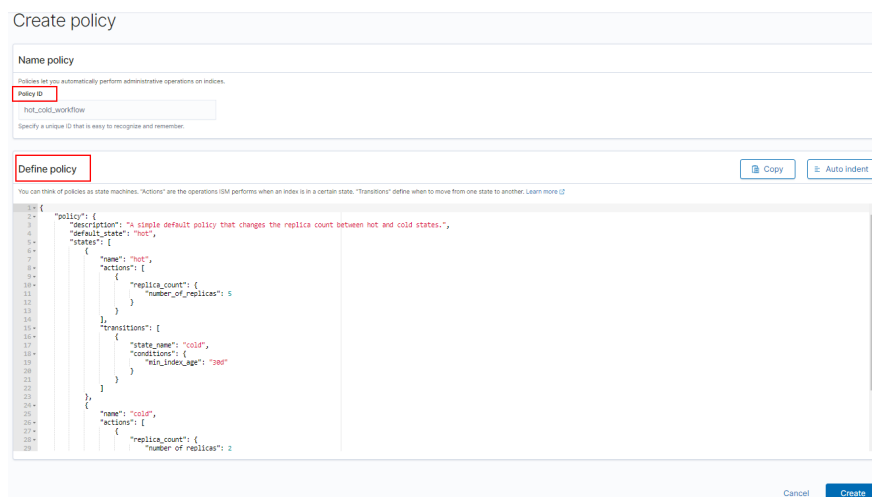 Create policy
Name policy
Policies let you automatically perform administrative operations on indices.
Policy ID
hot_cold_workflow
Specify a unique ID that is easy to recognize and remember.
Define policy
Copy
Auto indent
You can think of policies as state machines. "Actions" are the operations ISM performs when an index is in a certain state. "Transitions" define when to move from one state to another. Learn more
1 {
2 "policy": {
3 "description": "A simple default policy that changes the replica count between hot and cold states.",
4 "default_state": "hot",
5 "states": [
6 {
7 "name": "hot",
8 "actions": [
9 {
10 "replica_count": {
11 "number_of_replicas": 5
12 }
13 }
14 ],
15 "transitions": [
16 {
17 "state_name": "cold",
18 "conditions": {
19 "min_index_age": "30d"
20 }
21 }
22 ]
23 },
24 {
25 "name": "cold",
26 "actions": [
27 {
28 "replica_count": {
29 "number of replicas": 2
Cancel
Create